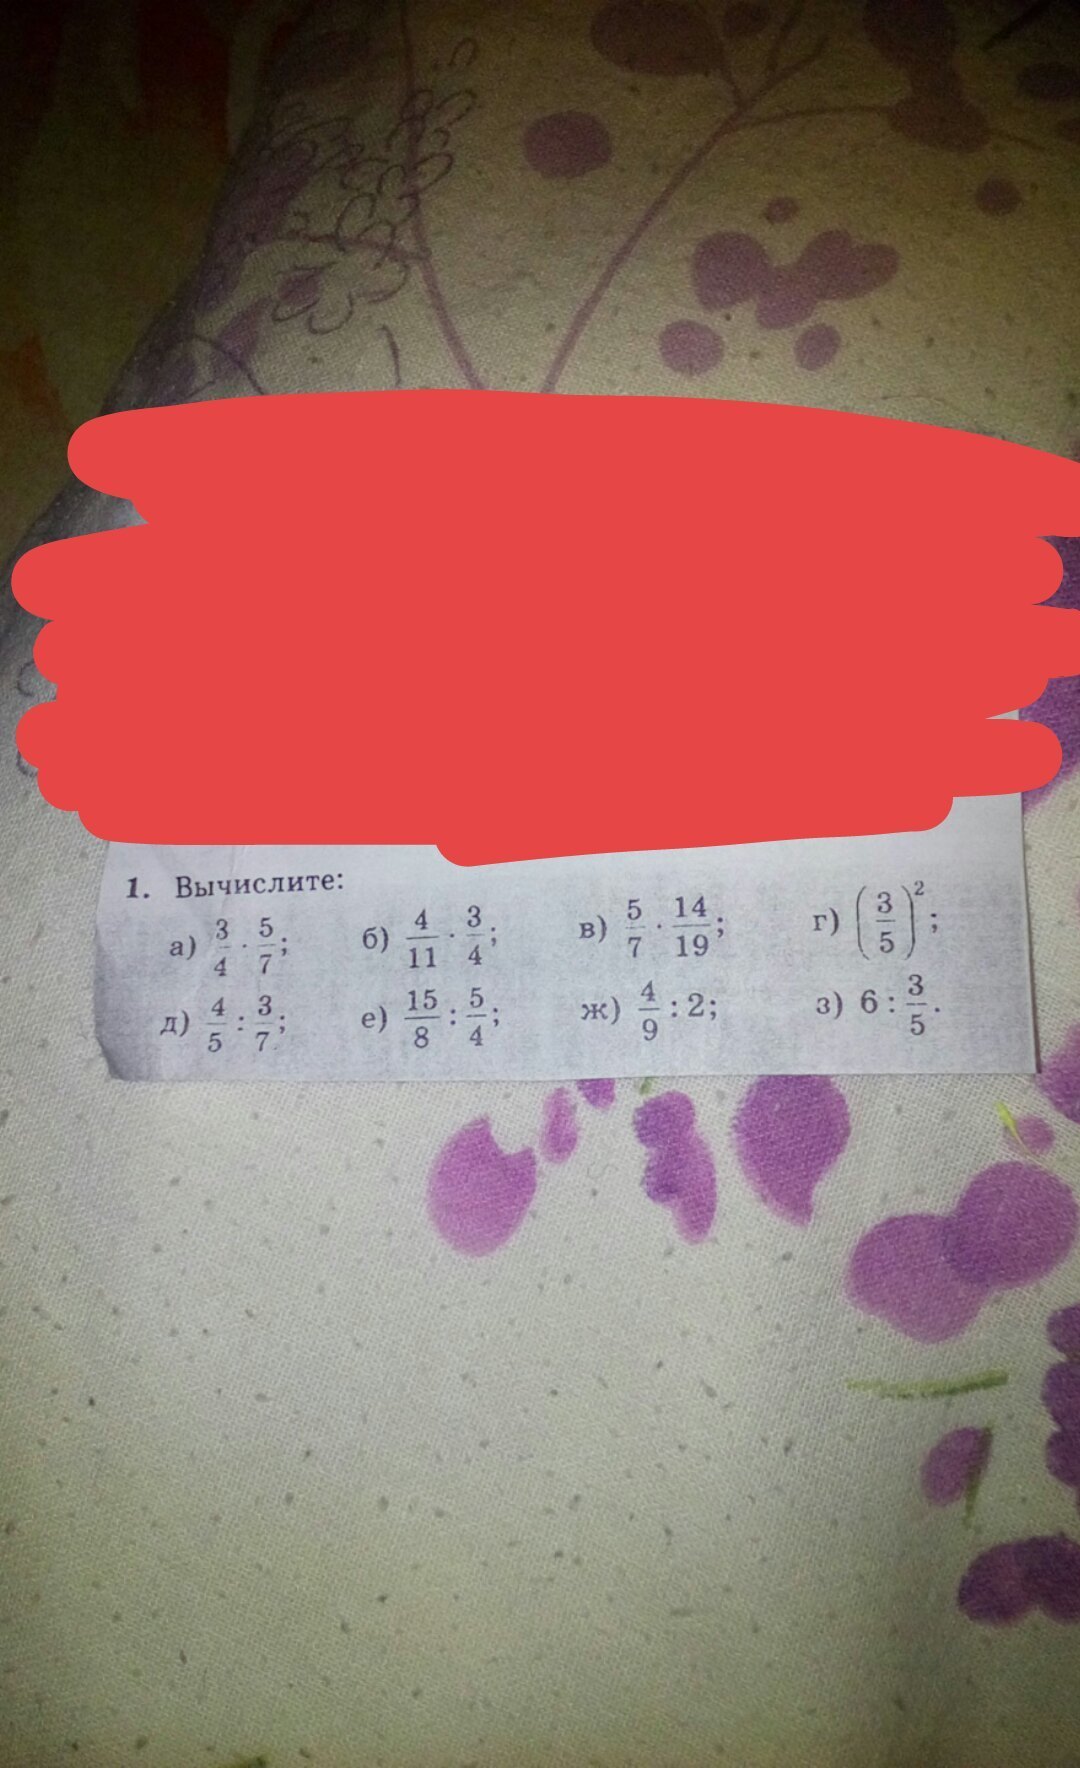 1. Вычислите:
а) 3/4 · 5/7; б) 4/11 · 3/4; в) 5/7 · 14/19; г) (3/5)²;
д) 4/5 : 3/7; е) 15/8 : 5/4; ж) 4/9 : 2; з) 6 : 3/5.